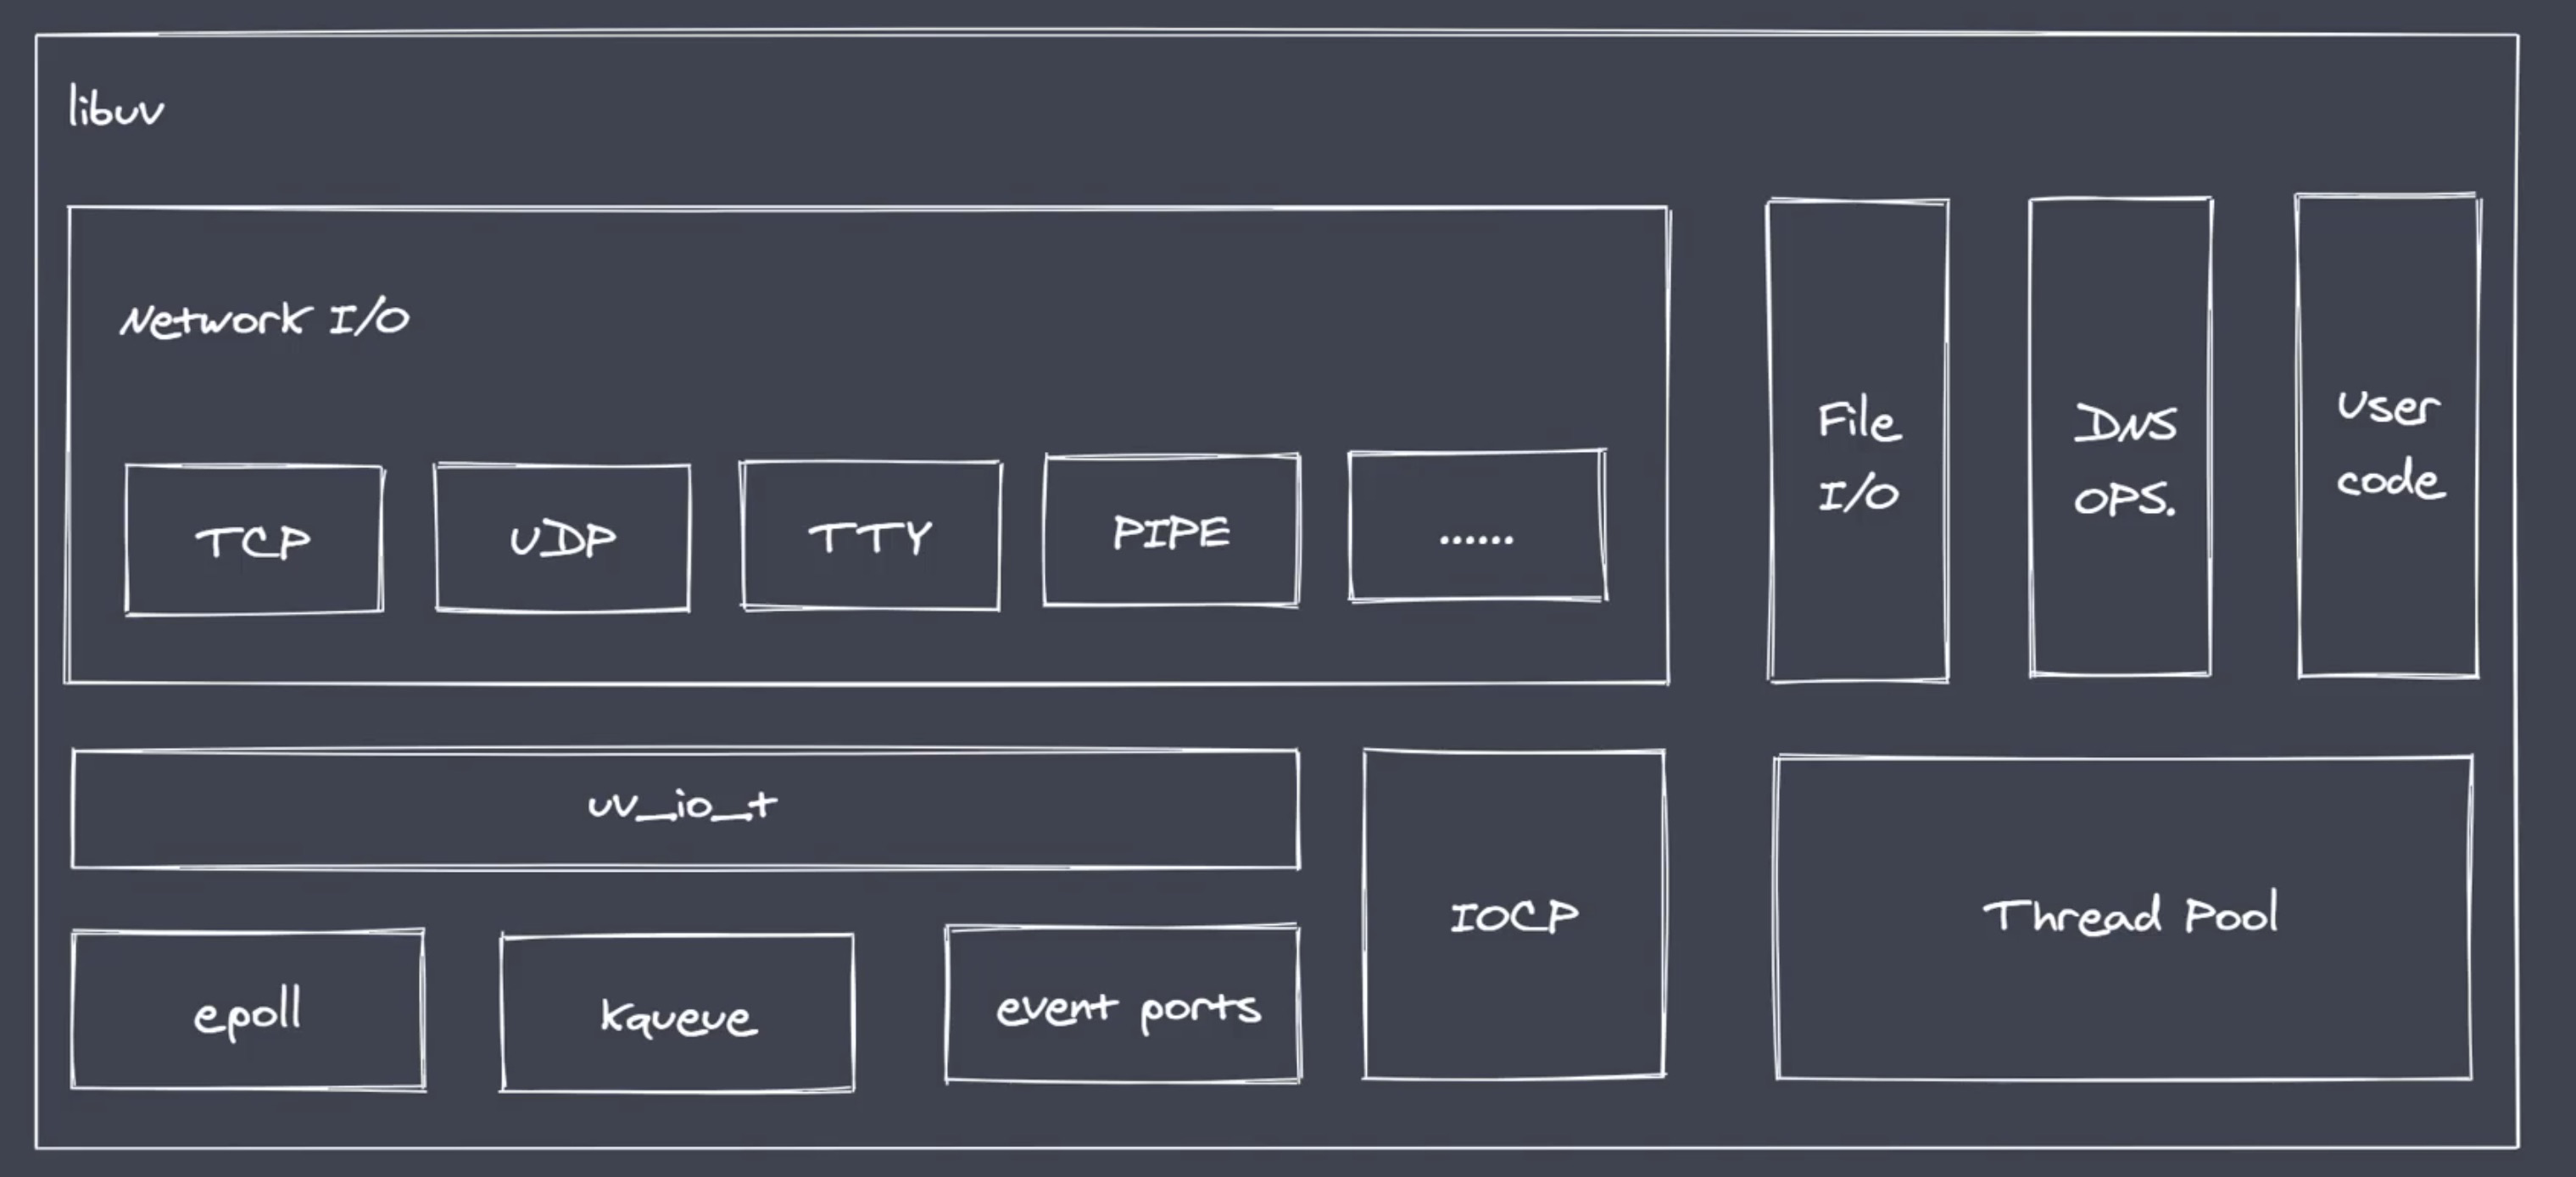 libuv
Network I/O
TCP
UDP
TTY
PIPE
......
File
I/O
DNS
OPS.
User
code
uv_io_t
IOCP
Thread Pool
epoll
Kqueue
event ports